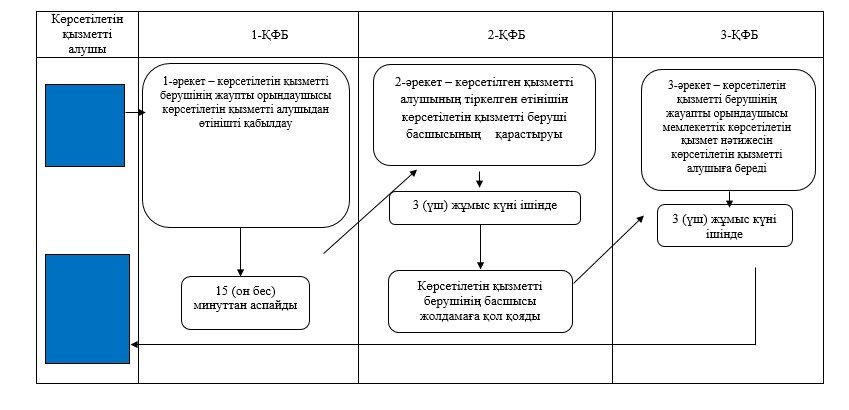 Көрсетілетін
қызметті
алушы
1-ҚФБ
2-ҚФБ
3-ҚФБ
1-әрекет – көрсетілетін қызметті
берушінің жаупты орындаушысы
көрсетілетін қызметті алушыдан
өтінішті қабылдау
15 (он бес)
минуттан аспайды
2-әрекет – көрсетілген қызметті
алушының тіркелген өтінішін
көрсетілетін қызметті беруші
басшысының қарастыруы
3 (үш) жұмыс күні ішінде
Көрсетілетін қызметті
берушінің басшысы
жолдамаға қол қояды
3-әрекет – көрсетілетін
қызметті берушінің
жауапты орындаушысы
мемлекеттік көрсетілетін
қызмет нәтижесін
көрсетілетін қызметті
алушыға береді
3 (үш) жұмыс күні
ішінде